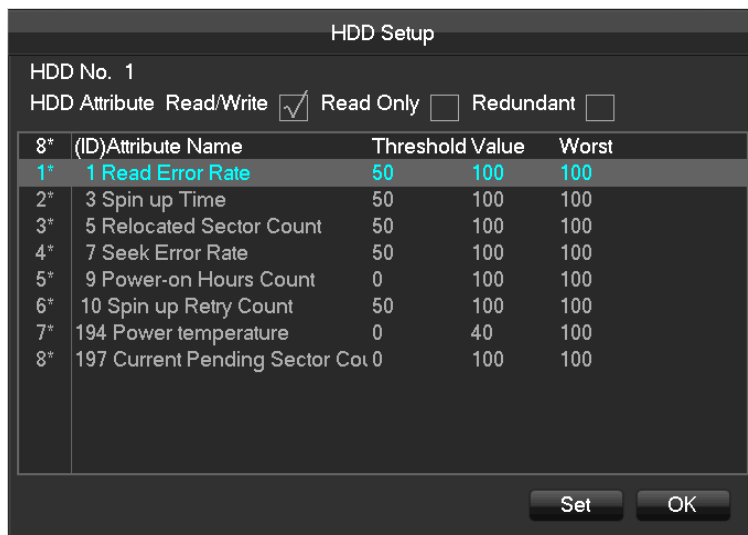 HDD Setup
HDD No. 1
HDD Attribute Read/Write Read Only Redundant
8* (ID)Attribute Name Threshold Value Worst
1* 1 Read Error Rate 50 100 100
2* 3 Spin up Time 50 100 100
3* 5 Relocated Sector Count 50 100 100
4* 7 Seek Error Rate 50 100 100
5* 9 Power-on Hours Count 0 100 100
6* 10 Spin up Retry Count 50 100 100
7* 194 Power temperature 0 40 100
8* 197 Current Pending Sector Cou 0 100 100
Set OK